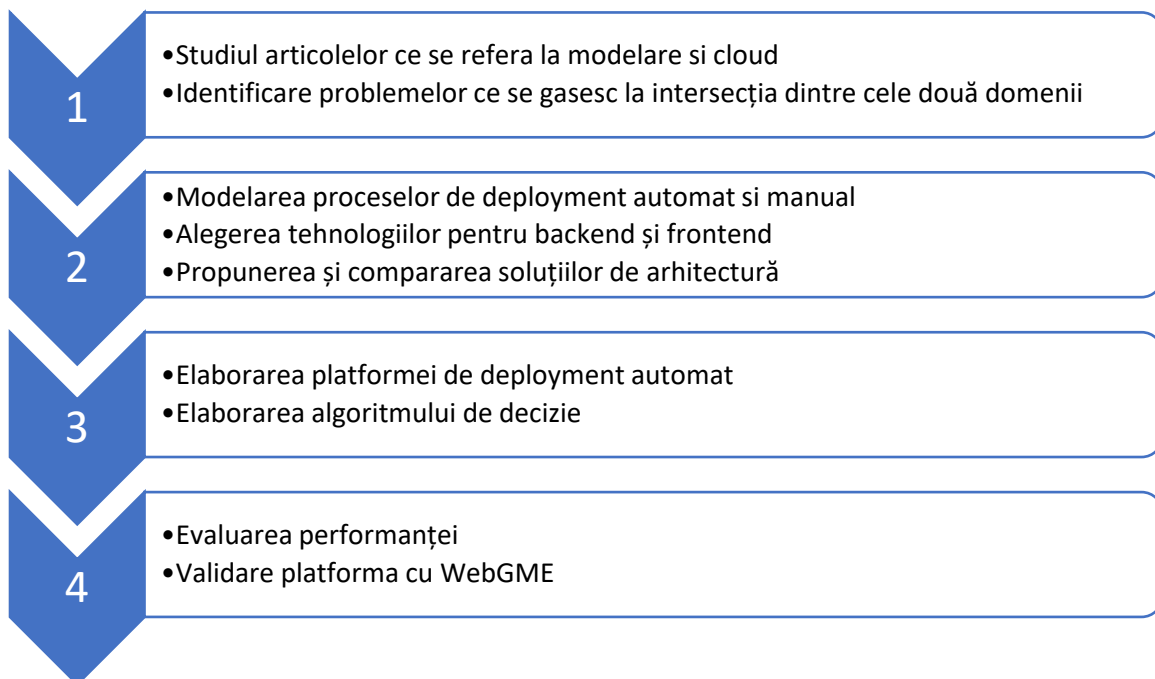 1
•Studiul articolelor ce se refera la modelare si cloud
•Identificare problemelor ce se gasesc la intersecția dintre cele două domenii
2
•Modelarea proceselor de deployment automat si manual
•Alegerea tehnologiilor pentru backend și frontend
•Propunerea și compararea soluțiilor de arhitectură
3
•Elaborarea platformei de deployment automat
•Elaborarea algoritmului de decizie
4
•Evaluarea performanței
•Validare platforma cu WebGME